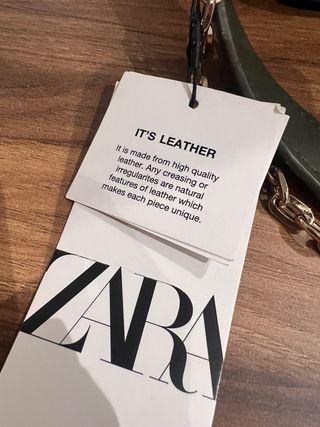 IT'S LEATHER
It is made from high quality
leather. Any creasing or
irregularites are natural
features of leather which
makes each piece unique.
ZARA